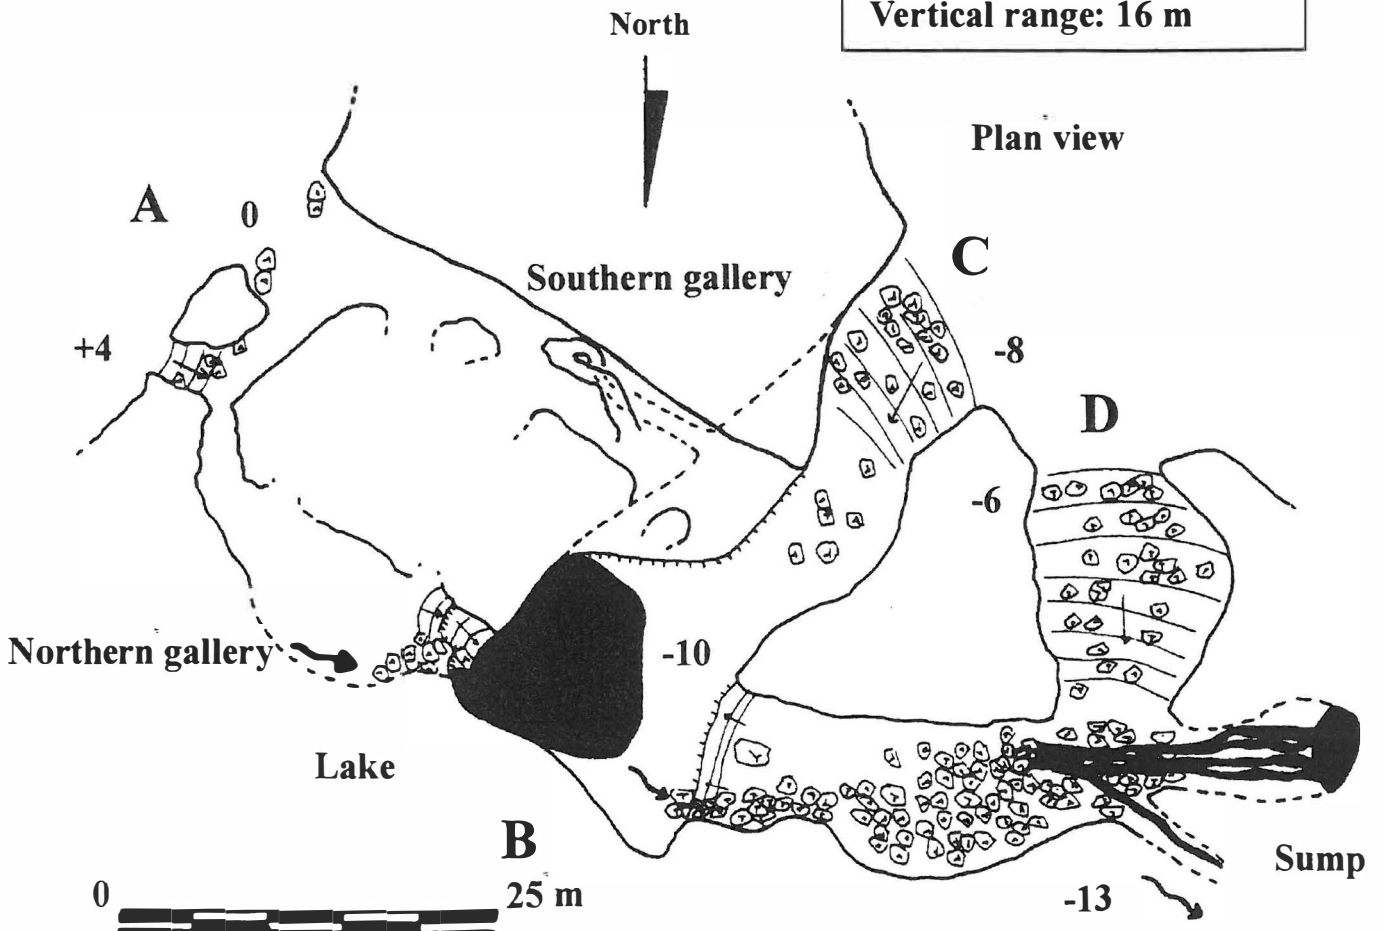 Vertical range: 16 m
North
Plan view
A
0
C
Southern gallery
+4
-8
D
-6
Northern gallery
-10
Lake
B
Sump
0
25 m
-13